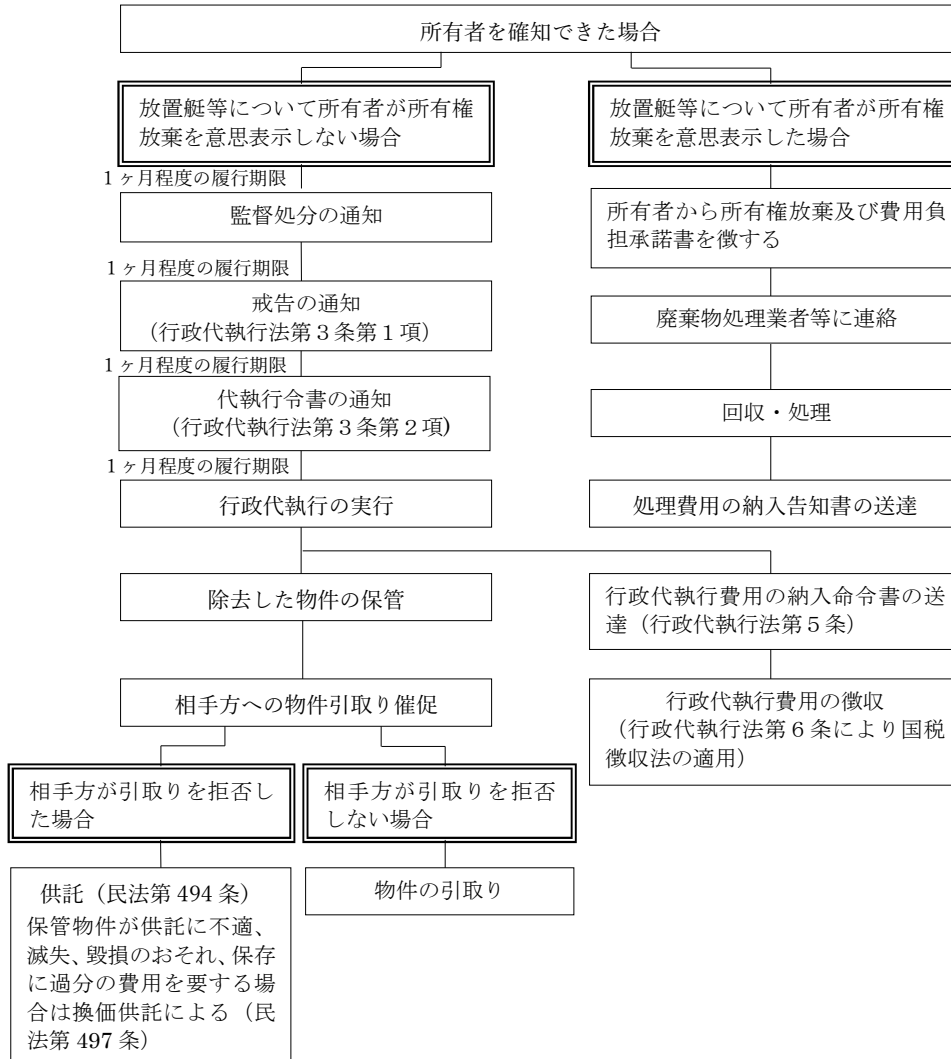 所有者を確知できた場合
放置艇等について所有者が所有権
放棄を意思表示しない場合
放置艇等について所有者が所有権
放棄を意思表示した場合
1ヶ月程度の履行期限
監督処分の通知
所有者から所有権放棄及び費用負
担承諾書を徴する
1ヶ月程度の履行期限
戒告の通知
（行政代執行法第３条第１項）
廃棄物処理業者等に連絡
1ヶ月程度の履行期限
代執行令書の通知
（行政代執行法第３条第２項)
回収・処理
1ヶ月程度の履行期限
行政代執行の実行
処理費用の納入告知書の送達
除去した物件の保管
行政代執行費用の納入命令書の送
達（行政代執行法第５条）
相手方への物件引取り催促
行政代執行費用の徴収
（行政代執行法第６条により国税
徴収法の適用）
相手方が引取りを拒否し
た場合
相手方が引取りを拒否
しない場合
供託（民法第 494 条）
保管物件が供託に不適、
滅失、毀損のおそれ、保存
に過分の費用を要する場
合は換価供託による（民
法第 497 条）
物件の引取り